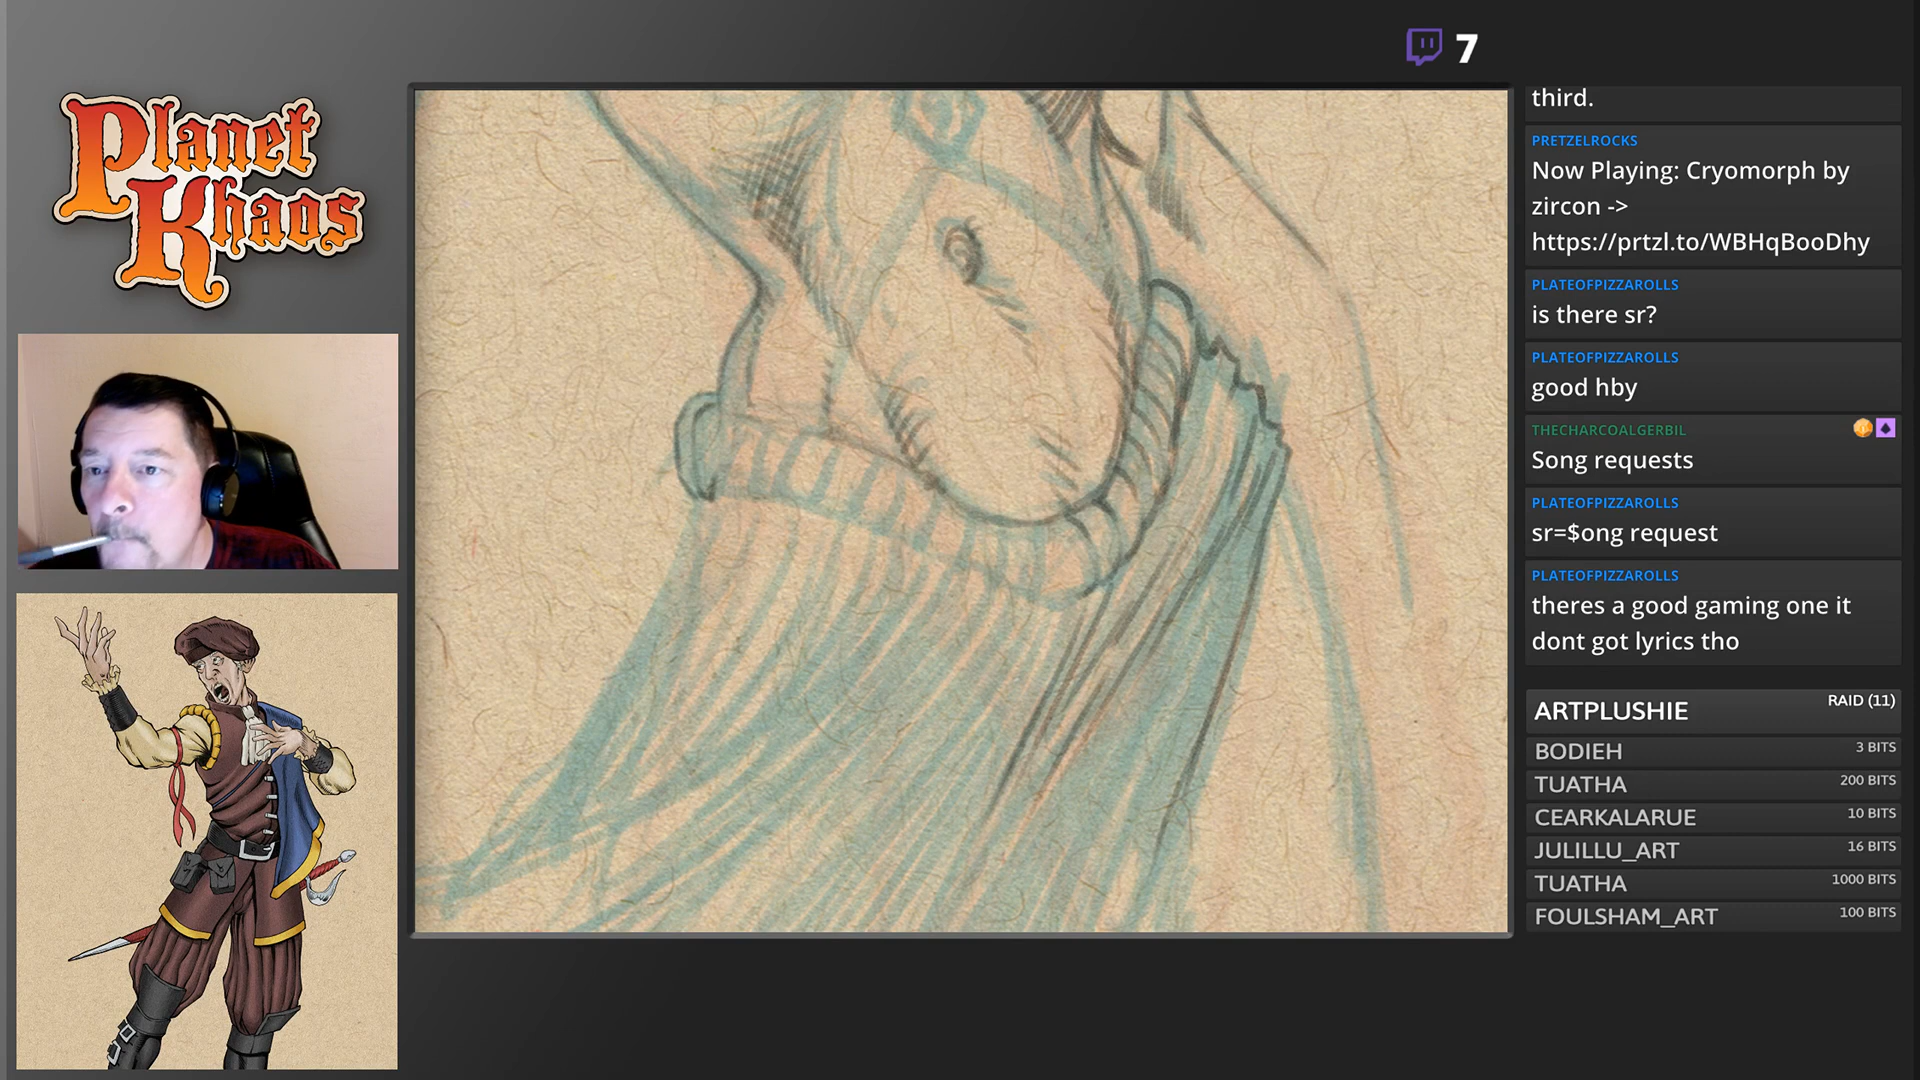 7
Planet
Khaos
third.
PRETZELROCKS
Now Playing: Cryomorph by
zircon ->
https://prtzl.to/WBHqBooDhy
PLATEOFPIZZAROLLS
is there sr?
PLATEOFPIZZAROLLS
good hby
THECHARCOALGERBIL
Song requests
PLATEOFPIZZAROLLS
sr=$ong request
PLATEOFPIZZAROLLS
theres a good gaming one it
dont got lyrics tho
ARTPLUSHIE RAID (11)
BODIEH 3 BITS
TUATHA 200 BITS
CEARKALARUE 10 BITS
JULILLU_ART 16 BITS
TUATHA 1000 BITS
FOULSHAM_ART 100 BITS